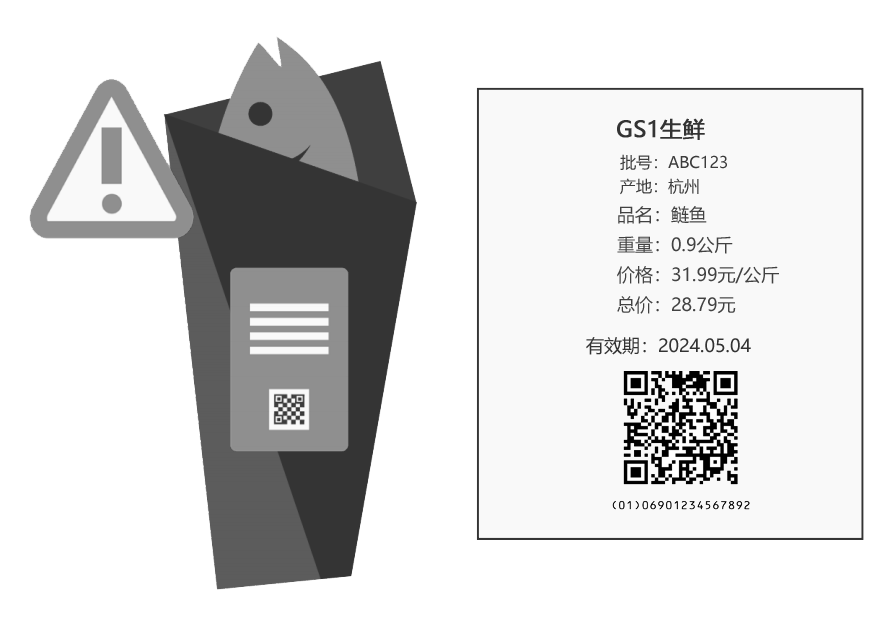 GS1生鲜
批号：ABC123
产地：杭州
品名：鲢鱼
重量：0.9公斤
价格：31.99元/公斤
总价：28.79元
有效期：2024.05.04
(01)06901234567892